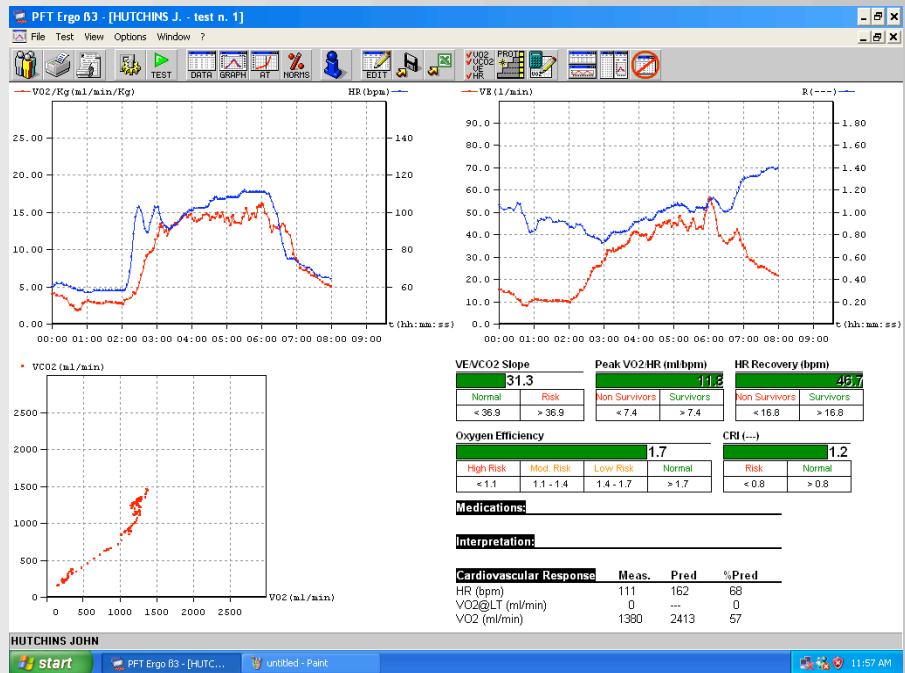 PFT Ergo ß3 - [HUTCHINS J. - test n. 1]
File Test View Options Window ?
TEST DATA GRAPH AT NORMS EDIT VO2 VCO2 VE HR PROT
VO2/Kg(ml/min/Kg) HR(bpm)
25.00 140
20.00 120
15.00 100
10.00 80
5.00 60
0.00 t(hh:mm:ss)
00:00 01:00 02:00 03:00 04:00 05:00 06:00 07:00 08:00 09:00
VE(l/min) R(---)
90.0 1.80
80.0 1.60
70.0 1.40
60.0 1.20
50.0 1.00
40.0 0.80
30.0 0.60
20.0 0.40
10.0 0.20
0.0 t(hh:mm:ss)
00:00 01:00 02:00 03:00 04:00 05:00 06:00 07:00 08:00 09:00
VCO2(ml/min)
2500
2000
1500
1000
500
0 VO2(ml/min)
0 500 1000 1500 2000 2500
VE/VCO2 Slope
31.3
Normal Risk
< 36.9 > 36.9
Peak VO2/HR (ml/bpm)
11.8
Non Survivors Survivors
< 7.4 > 7.4
HR Recovery (bpm)
46.7
Non Survivors Survivors
< 16.8 > 16.8
Oxygen Efficiency
1.7
High Risk Mod. Risk Low Risk Normal
< 1.1 1.1 - 1.4 1.4 - 1.7 > 1.7
CRI (---)
1.2
Risk Normal
< 0.8 > 0.8
Medications:
Interpretation:
Cardiovascular Response Meas. Pred %Pred
HR (bpm) 111 162 68
VO2@LT (ml/min) 0 --- 0
VO2 (ml/min) 1380 2413 57
HUTCHINS JOHN
start PFT Ergo ß3 - [HUTC... untitled - Paint 11:57 AM